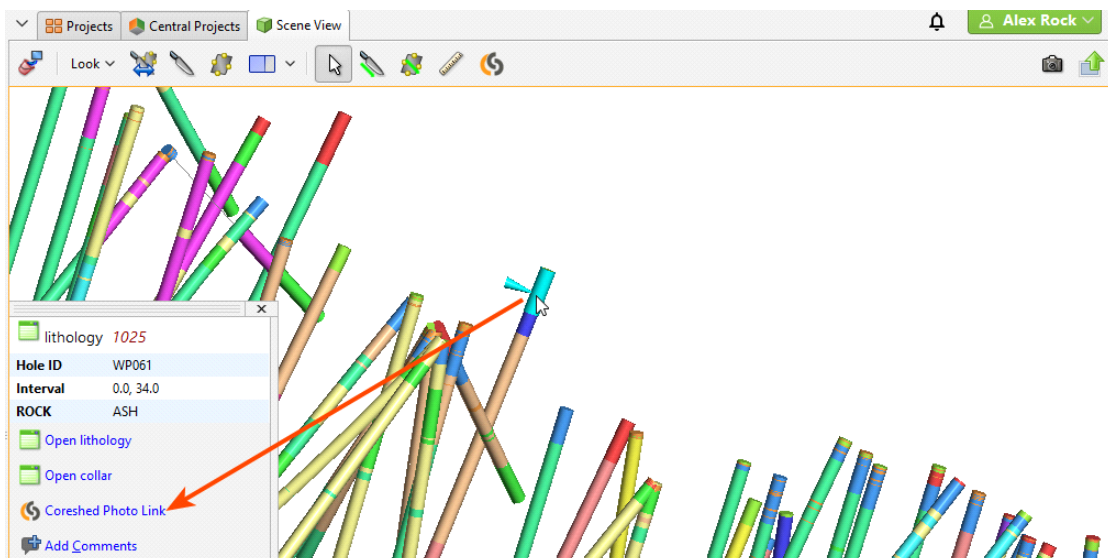 Projects Central Projects Scene View Alex Rock
Look
lithology 1025
Hole ID WP061
Interval 0.0, 34.0
ROCK ASH
Open lithology
Open collar
Coreshed Photo Link
Add Comments